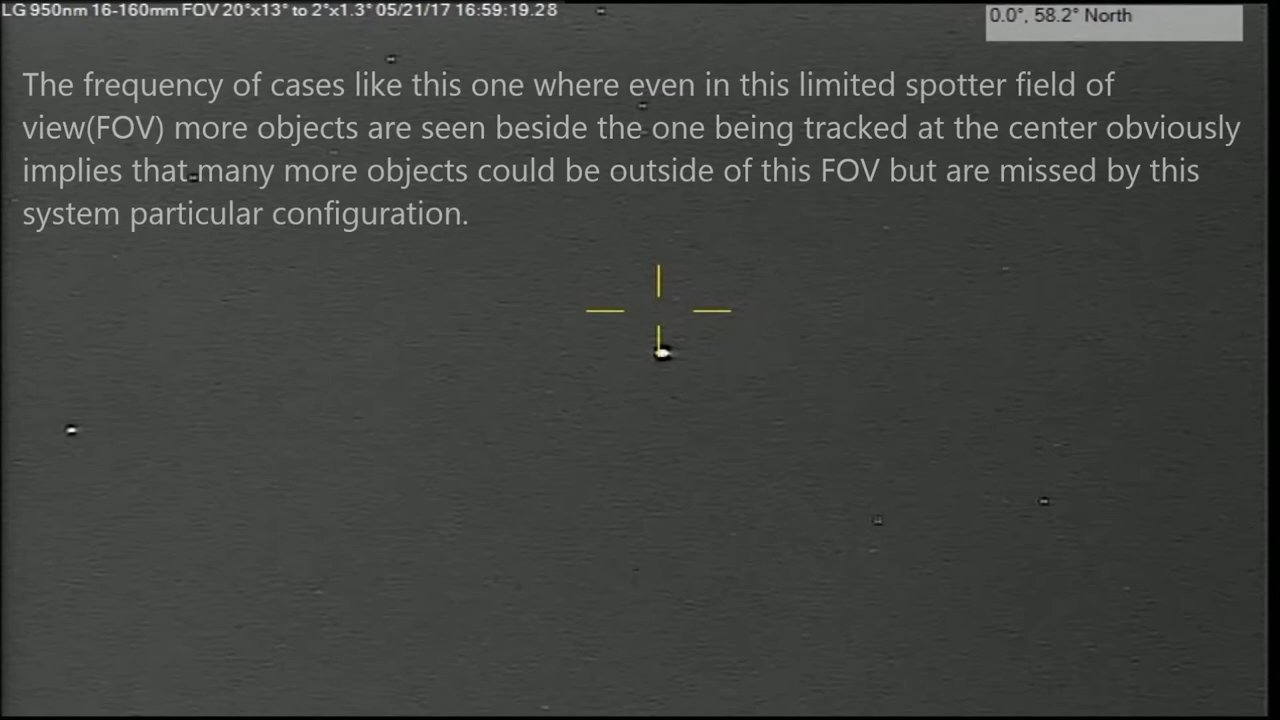 LG 950nm 16-160mm FOV 20°x13° to 2°x1.3° 05/21/17 16:59:19.28
0.0°, 58.2° North
The frequency of cases like this one where even in this limited spotter field of
view(FOV) more objects are seen beside the one being tracked at the center obviously
implies that many more objects could be outside of this FOV but are missed by this
system particular configuration.